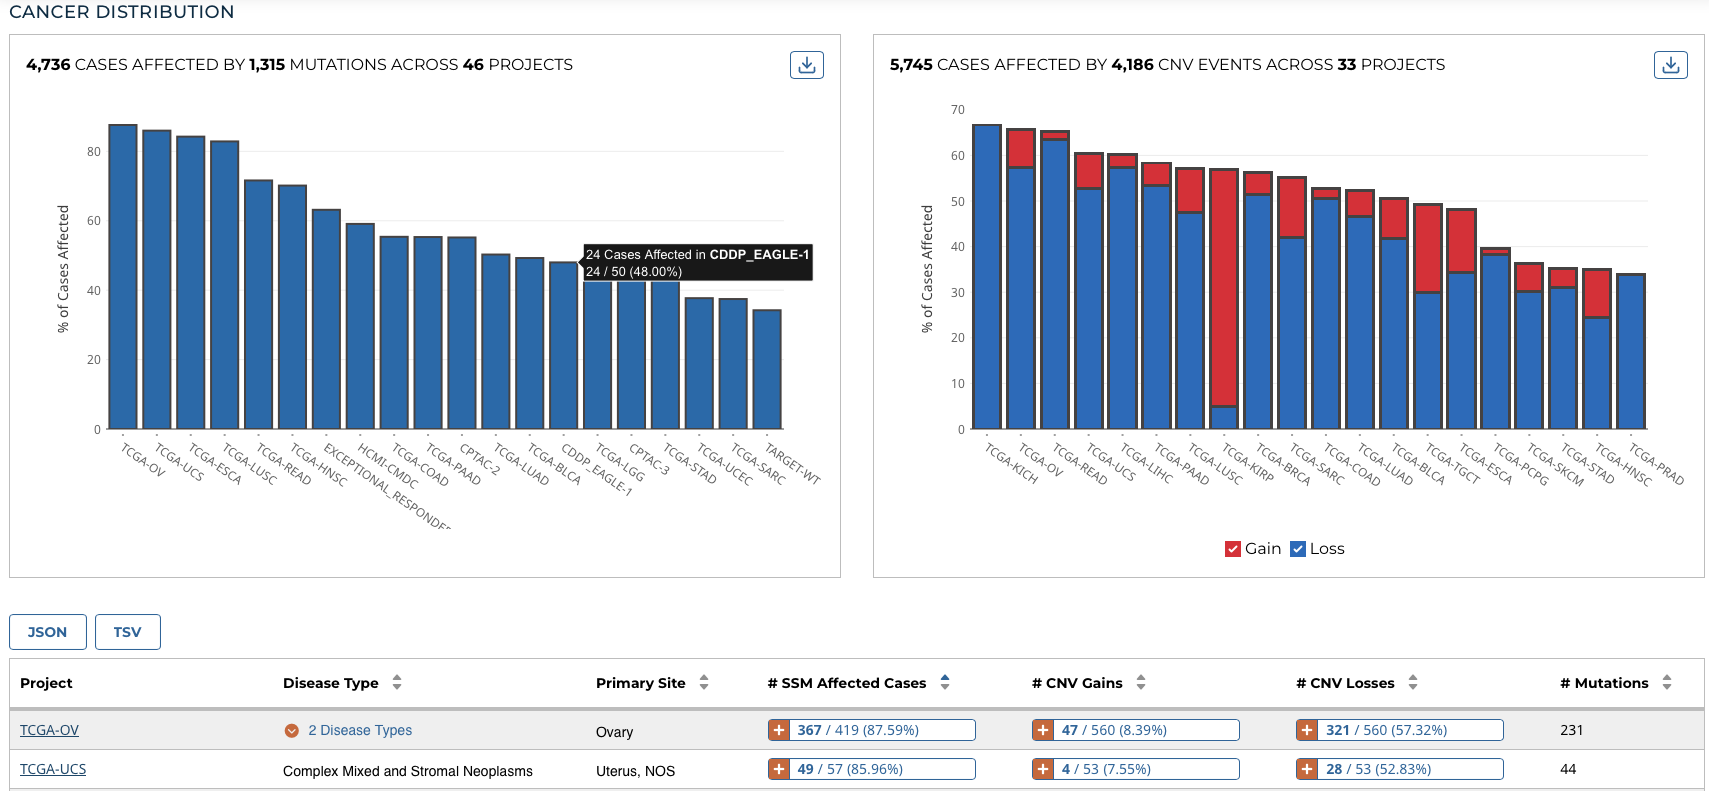 CANCER DISTRIBUTION
4,736 CASES AFFECTED BY 1,315 MUTATIONS ACROSS 46 PROJECTS
% of Cases Affected
80
60
40
20
0
24 Cases Affected in CDDP_EAGLE-1
24 / 50 (48.00%)
TCGA-OV
TCGA-UCS
TCGA-ESCA
TCGA-LUSC
TCGA-READ
TCGA-HNSC
EXCEPTIONAL_RESPONDE
HCMI-CMDC
TCGA-COAD
TCGA-PAAD
CPTAC-2
TCGA-LUAD
TCGA-BLCA
CDDP_EAGLE-1
TCGA-LGG
CPTAC-3
TCGA-STAD
TCGA-UCEC
TCGA-SARC
TARGET-WT
5,745 CASES AFFECTED BY 4,186 CNV EVENTS ACROSS 33 PROJECTS
% of Cases Affected
70
60
50
40
30
20
10
0
TCGA-KICH
TCGA-OV
TCGA-READ
TCGA-UCS
TCGA-LIHC
TCGA-PAAD
TCGA-LUSC
TCGA-KIRP
TCGA-BRCA
TCGA-SARC
TCGA-COAD
TCGA-LUAD
TCGA-BLCA
TCGA-TGCT
TCGA-ESCA
TCGA-PCPG
TCGA-SKCM
TCGA-STAD
TCGA-HNSC
TCGA-PRAD
Gain Loss
JSON TSV
Project Disease Type Primary Site # SSM Affected Cases # CNV Gains # CNV Losses # Mutations
TCGA-OV 2 Disease Types Ovary 367 / 419 (87.59%) 47 / 560 (8.39%) 321 / 560 (57.32%) 231
TCGA-UCS Complex Mixed and Stromal Neoplasms Uterus, NOS 49 / 57 (85.96%) 4 / 53 (7.55%) 28 / 53 (52.83%) 44